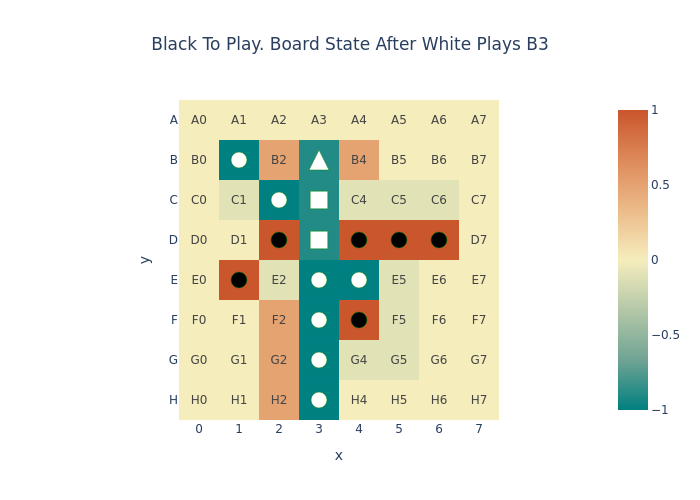 Black To Play. Board State After White Plays B3
A A0 A1 A2 A3 A4 A5 A6 A7
B B0 B2 B4 B5 B6 B7
C C0 C1 C4 C5 C6 C7
D D0 D1 D7
E E0 E2 E5 E6 E7
F F0 F1 F2 F5 F6 F7
G G0 G1 G2 G4 G5 G6 G7
H H0 H1 H2 H4 H5 H6 H7
0 1 2 3 4 5 6 7
x
y
1
0.5
0
−0.5
−1